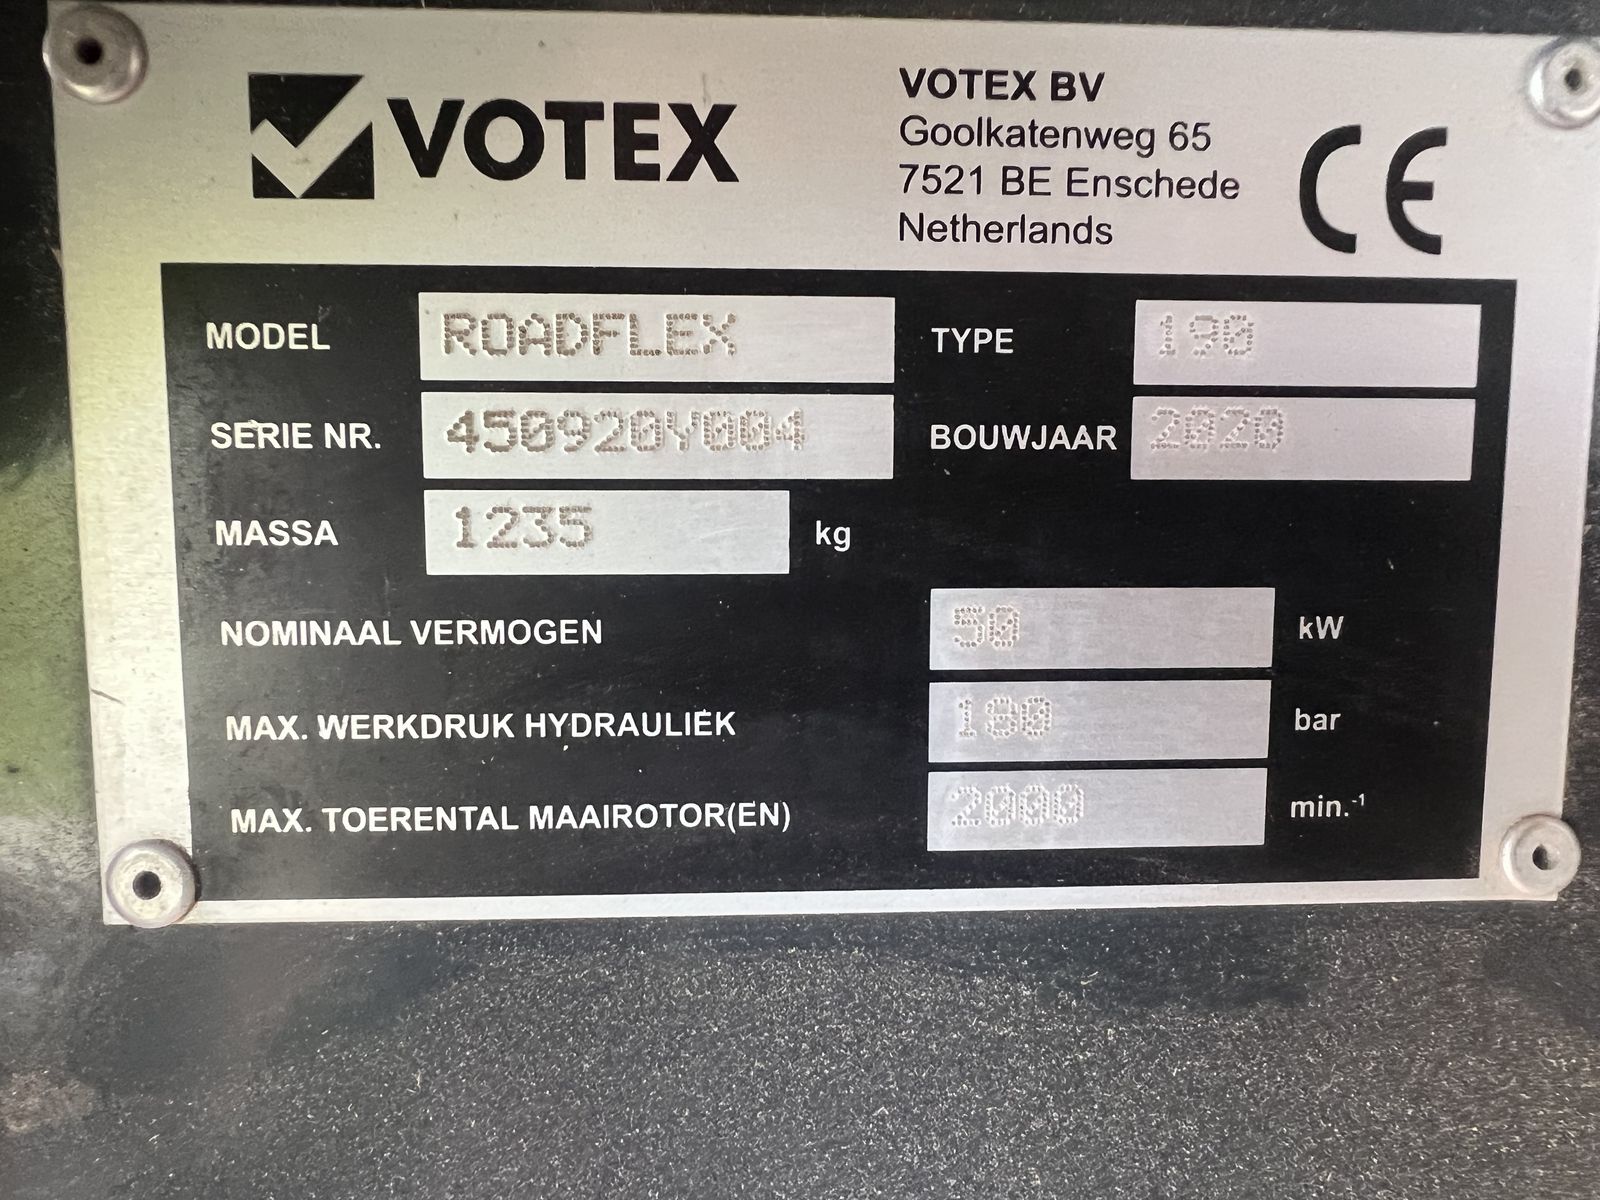 VOTEX
VOTEX BV
Goolkatenweg 65
7521 BE Enschede
Netherlands
CE
MODEL ROADFLEX TYPE 190
SERIE NR. 450920Y004 BOUWJAAR 2020
MASSA 1235 kg
NOMINAAL VERMOGEN 50 kW
MAX. WERKDRUK HYDRAULIEK 180 bar
MAX. TOERENTAL MAAIROTOR(EN) 2000 min.⁻¹